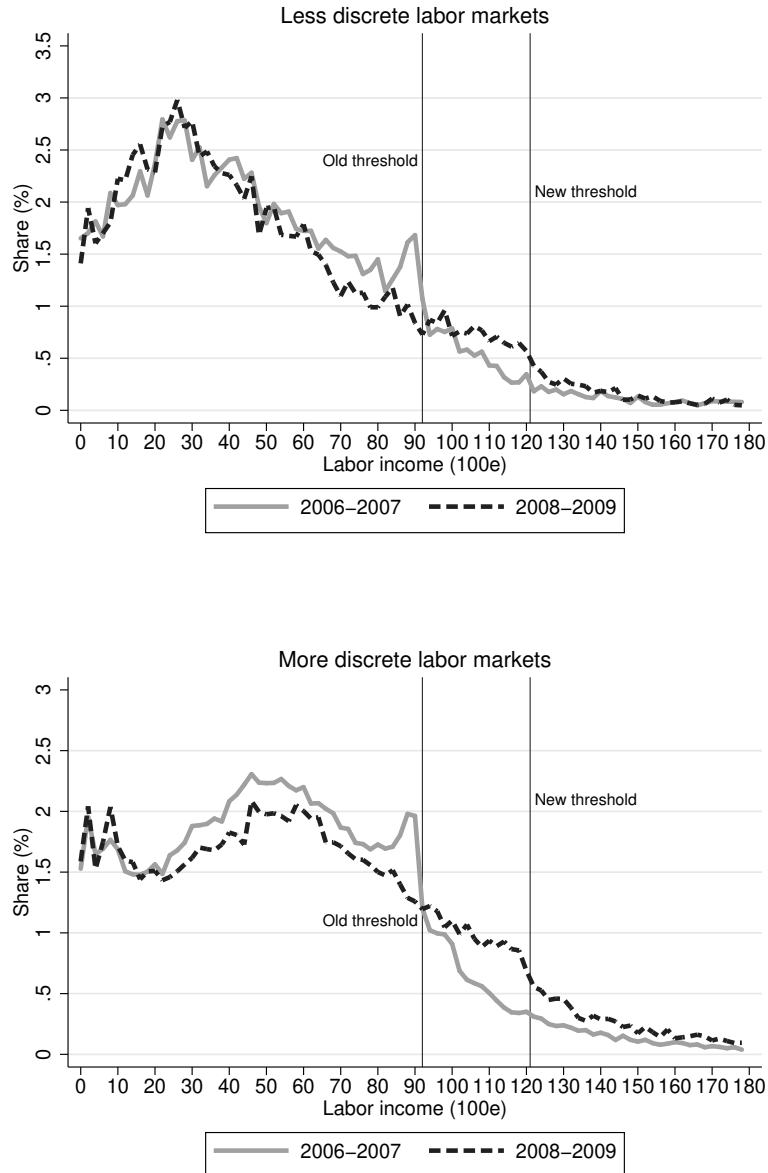 Less discrete labor markets
Share (%)
3.5
3
2.5
2
1.5
1
.5
0
Old threshold
New threshold
0 10 20 30 40 50 60 70 80 90 100 110 120 130 140 150 160 170 180
Labor income (100e)
2006−2007 2008−2009
More discrete labor markets
Share (%)
3
2.5
2
1.5
1
.5
0
New threshold
Old threshold
0 10 20 30 40 50 60 70 80 90 100 110 120 130 140 150 160 170 180
Labor income (100e)
2006−2007 2008−2009